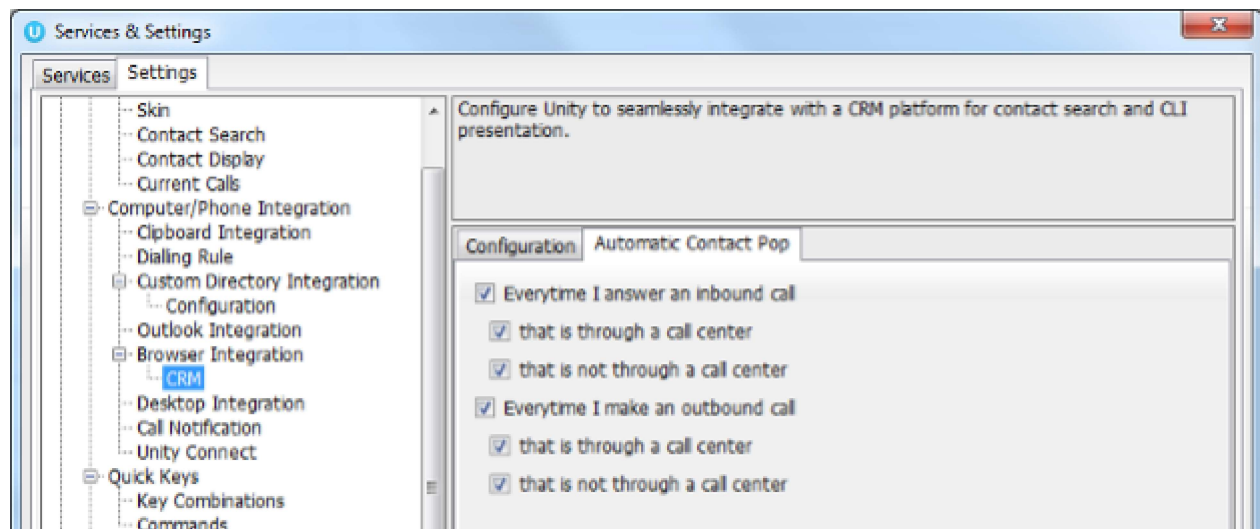 Services & Settings
Services Settings
Skin
Contact Search
Contact Display
Current Calls
Computer/Phone Integration
Clipboard Integration
Dialling Rule
Custom Directory Integration
Configuration
Outlook Integration
Browser Integration
CRM
Desktop Integration
Call Notification
Unity Connect
Quick Keys
Key Combinations
Commands
Configure Unity to seamlessly integrate with a CRM platform for contact search and CLI
presentation.
Configuration Automatic Contact Pop
Everytime I answer an inbound call
that is through a call center
that is not through a call center
Everytime I make an outbound call
that is through a call center
that is not through a call center